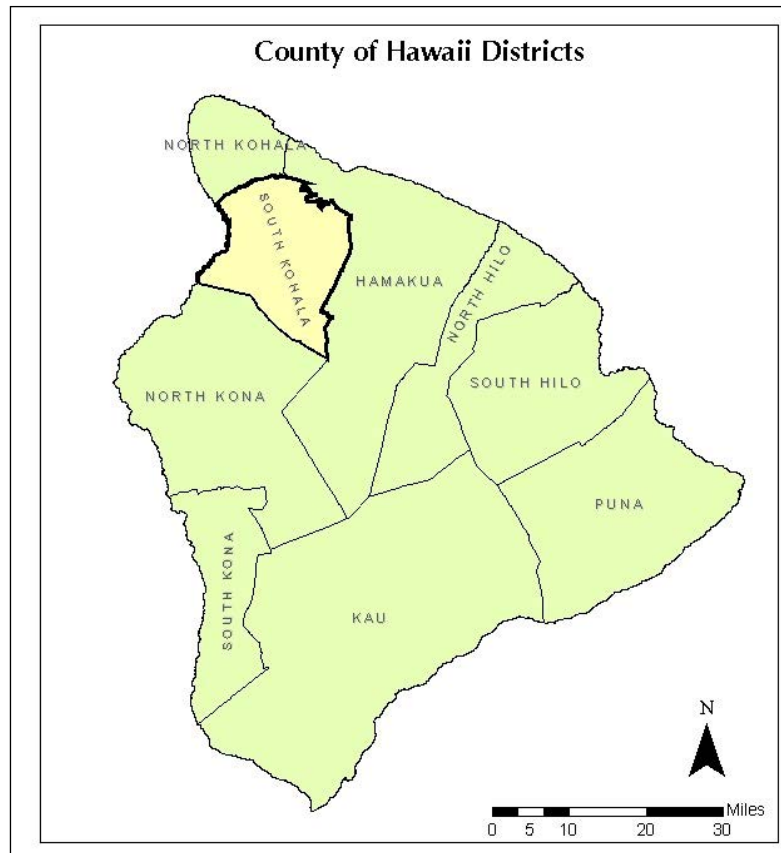 County of Hawaii Districts
NORTH KOHALA
SOUTH KOHALA
HAMAKUA
NORTH HILO
NORTH KONA
SOUTH HILO
PUNA
SOUTH KONA
KAU
N
Miles
0 5 10 20 30